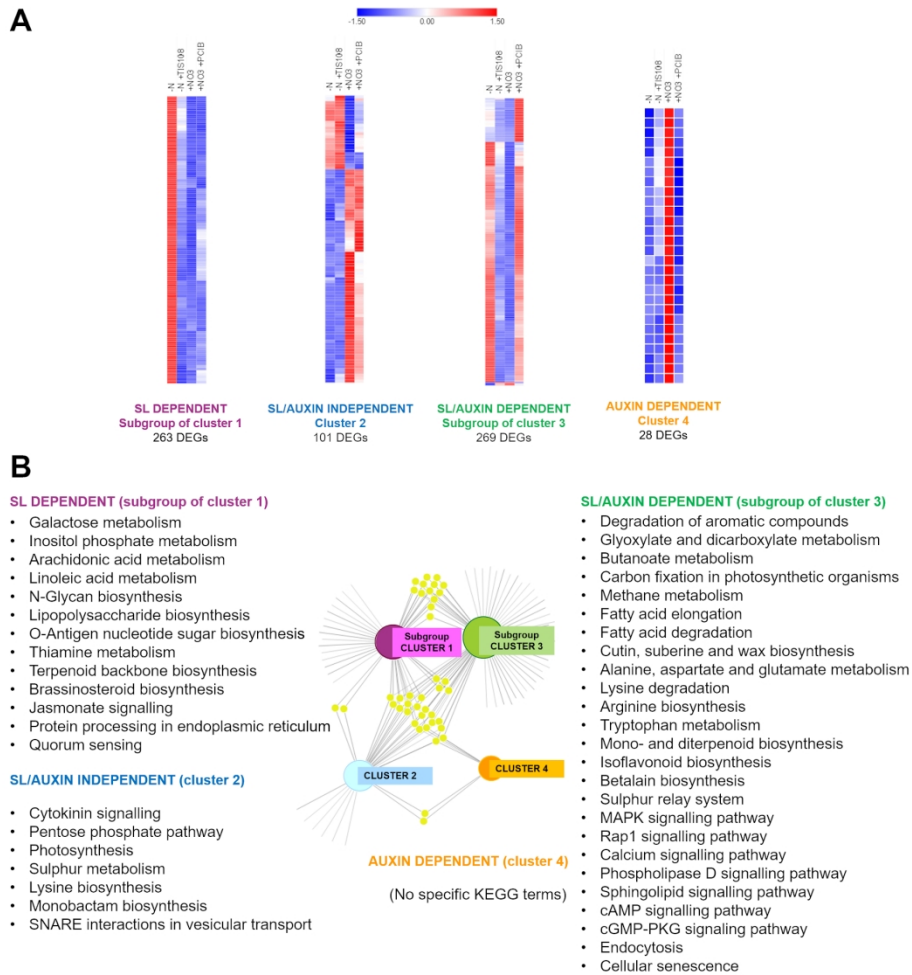 A
-1.50 0.00 1.50
-N
-N +TIS108
+NO3
+NO3 +PCIB
-N
-N +TIS108
+NO3
+NO3 +PCIB
-N
-N +TIS108
+NO3
+NO3 +PCIB
-N
-N +TIS108
+NO3
+NO3 +PCIB
SL DEPENDENT
Subgroup of cluster 1
263 DEGs
SL/AUXIN INDEPENDENT
Cluster 2
101 DEGs
SL/AUXIN DEPENDENT
Subgroup of cluster 3
269 DEGs
AUXIN DEPENDENT
Cluster 4
28 DEGs
B
SL DEPENDENT (subgroup of cluster 1)
• Galactose metabolism
• Inositol phosphate metabolism
• Arachidonic acid metabolism
• Linoleic acid metabolism
• N-Glycan biosynthesis
• Lipopolysaccharide biosynthesis
• O-Antigen nucleotide sugar biosynthesis
• Thiamine metabolism
• Terpenoid backbone biosynthesis
• Brassinosteroid biosynthesis
• Jasmonate signalling
• Protein processing in endoplasmic reticulum
• Quorum sensing
SL/AUXIN INDEPENDENT (cluster 2)
• Cytokinin signalling
• Pentose phosphate pathway
• Photosynthesis
• Sulphur metabolism
• Lysine biosynthesis
• Monobactam biosynthesis
• SNARE interactions in vesicular transport
Subgroup
CLUSTER 1
Subgroup
CLUSTER 3
CLUSTER 2
CLUSTER 4
AUXIN DEPENDENT (cluster 4)
(No specific KEGG terms)
SL/AUXIN DEPENDENT (subgroup of cluster 3)
• Degradation of aromatic compounds
• Glyoxylate and dicarboxylate metabolism
• Butanoate metabolism
• Carbon fixation in photosynthetic organisms
• Methane metabolism
• Fatty acid elongation
• Fatty acid degradation
• Cutin, suberine and wax biosynthesis
• Alanine, aspartate and glutamate metabolism
• Lysine degradation
• Arginine biosynthesis
• Tryptophan metabolism
• Mono- and diterpenoid biosynthesis
• Isoflavonoid biosynthesis
• Betalain biosynthesis
• Sulphur relay system
• MAPK signalling pathway
• Rap1 signalling pathway
• Calcium signalling pathway
• Phospholipase D signalling pathway
• Sphingolipid signalling pathway
• cAMP signalling pathway
• cGMP-PKG signaling pathway
• Endocytosis
• Cellular senescence